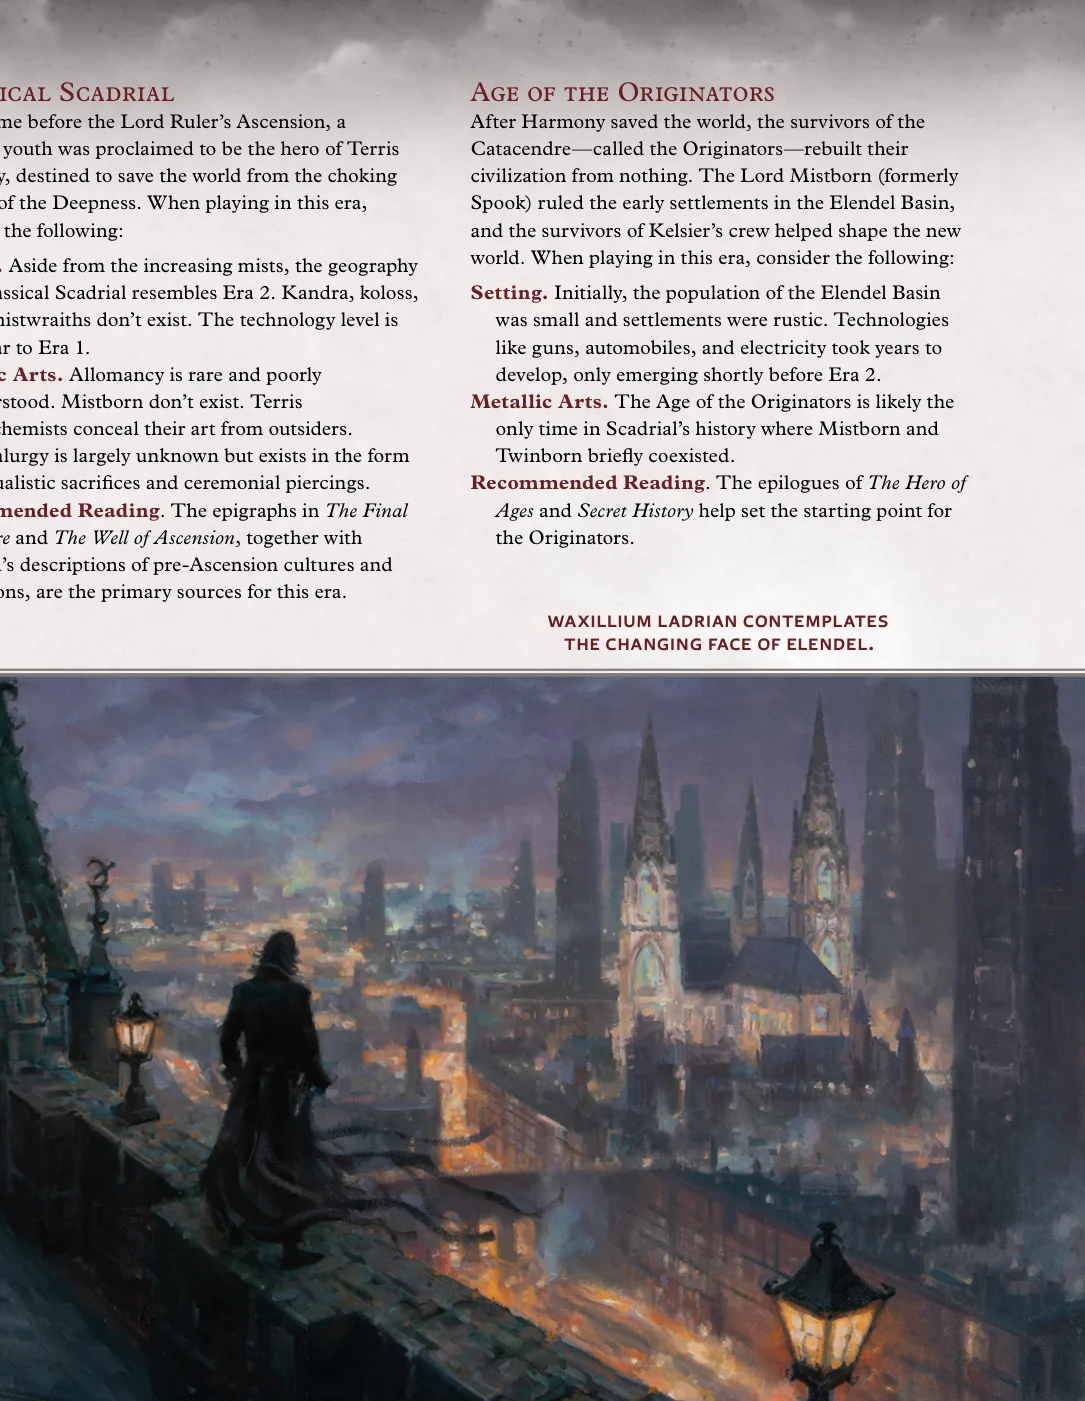 ICAL SCADRIAL
me before the Lord Ruler's Ascension, a
youth was proclaimed to be the hero of Terris
y, destined to save the world from the choking
of the Deepness. When playing in this era,
the following:
. Aside from the increasing mists, the geography
assical Scadrial resembles Era 2. Kandra, koloss,
mistwraiths don't exist. The technology level is
ar to Era 1.
c Arts. Allomancy is rare and poorly
rstood. Mistborn don't exist. Terris
chemists conceal their art from outsiders.
alurgy is largely unknown but exists in the form
ualistic sacrifices and ceremonial piercings.
mended Reading. The epigraphs in The Final
re and The Well of Ascension, together with
's descriptions of pre-Ascension cultures and
ons, are the primary sources for this era.
AGE OF THE ORIGINATORS
After Harmony saved the world, the survivors of the
Catacendre—called the Originators—rebuilt their
civilization from nothing. The Lord Mistborn (formerly
Spook) ruled the early settlements in the Elendel Basin,
and the survivors of Kelsier's crew helped shape the new
world. When playing in this era, consider the following:
Setting. Initially, the population of the Elendel Basin
was small and settlements were rustic. Technologies
like guns, automobiles, and electricity took years to
develop, only emerging shortly before Era 2.
Metallic Arts. The Age of the Originators is likely the
only time in Scadrial's history where Mistborn and
Twinborn briefly coexisted.
Recommended Reading. The epilogues of The Hero of
Ages and Secret History help set the starting point for
the Originators.
WAXILLIUM LADRIAN CONTEMPLATES
THE CHANGING FACE OF ELENDEL.